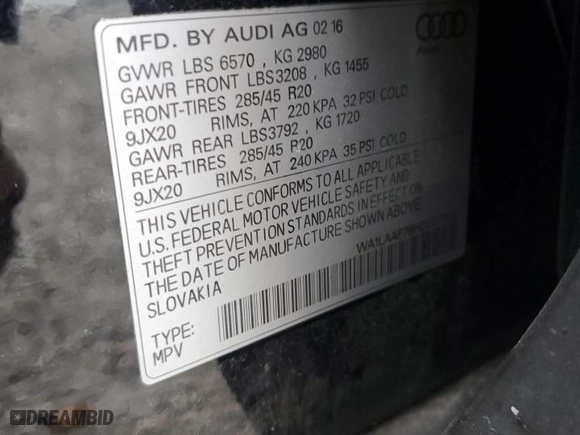 MFD. BY AUDI AG 02 16
Audi
GVWR LBS 6570 , KG 2980
GAWR FRONT LBS3208 , KG 1455
FRONT-TIRES 285/45 R20
9JX20 RIMS, AT 220 KPA 32 PSI COLD
GAWR REAR LBS3792 , KG 1720
REAR-TIRES 285/45 R20
9JX20 RIMS, AT 240 KPA 35 PSI COLD
THIS VEHICLE CONFORMS TO ALL APPLICABLE
U.S. FEDERAL MOTOR VEHICLE SAFETY AND
THEFT PREVENTION STANDARDS IN EFFECT ON
THE DATE OF MANUFACTURE SHOWN ABOVE
SLOVAKIA
TYPE:
MPV
DREAMBID